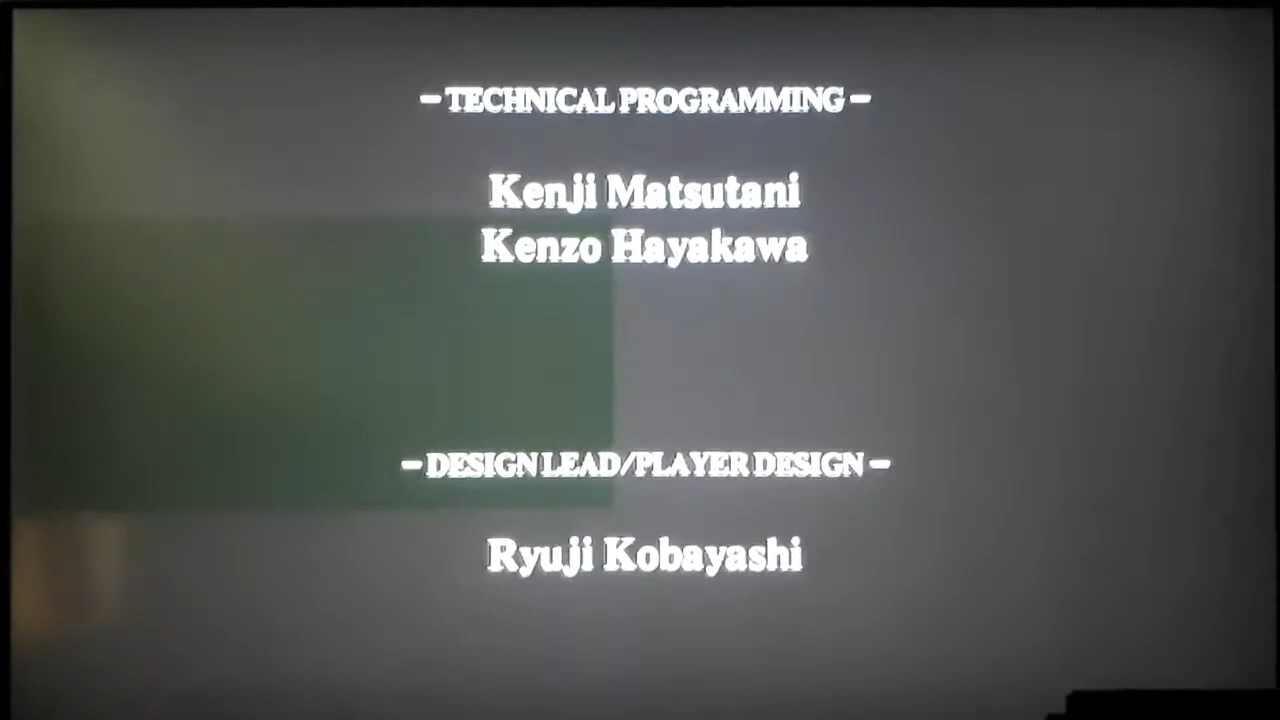 - TECHNICAL PROGRAMMING -
Kenji Matsutani
Kenzo Hayakawa
- DESIGN LEAD/PLAYER DESIGN -
Ryuji Kobayashi